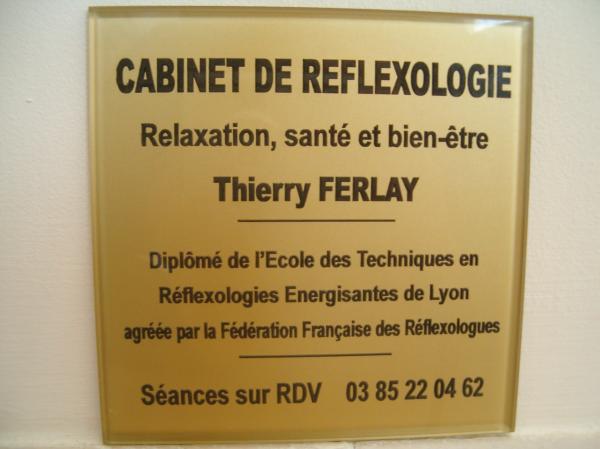 CABINET DE REFLEXOLOGIE
Relaxation, santé et bien-être
Thierry FERLAY
Diplômé de l'Ecole des Techniques en
Réflexologies Energisantes de Lyon
agréée par la Fédération Française des Réflexologues
Séances sur RDV 03 85 22 04 62